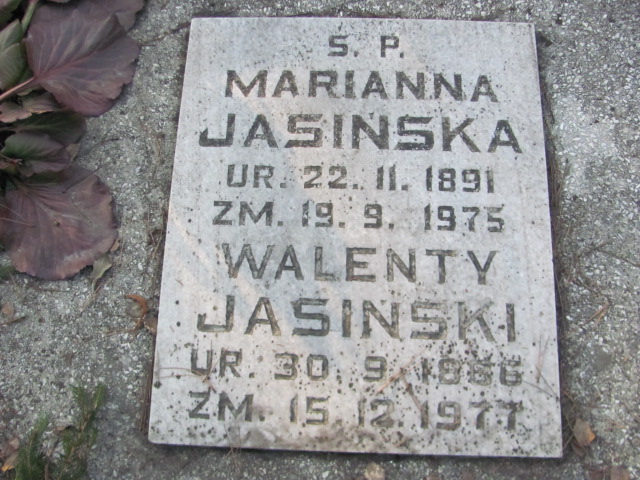 S. P.
MARIANNA
JASINSKA
UR. 22. 11. 1891
ZM. 19. 9. 1975
WALENTY
JASINSKI
UR. 30. 9. 1886
ZM. 15. 12. 1977